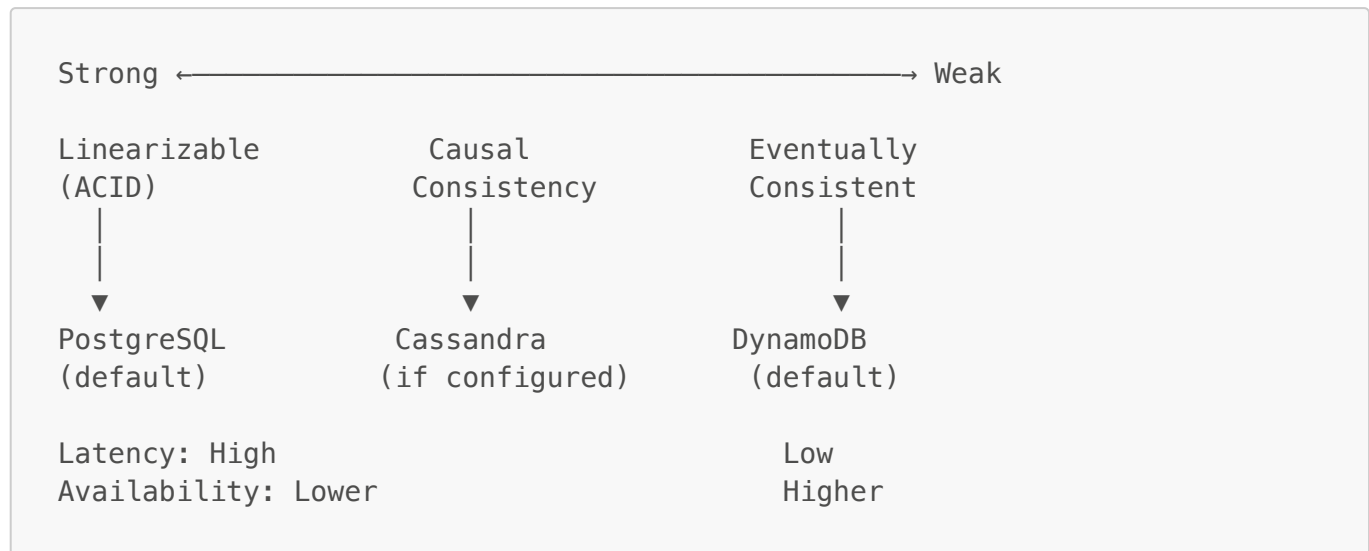 Strong ←──────────────────────────────────────────→ Weak
Linearizable Causal Eventually
(ACID) Consistency Consistent
PostgreSQL Cassandra DynamoDB
(default) (if configured) (default)
Latency: High Low
Availability: Lower Higher